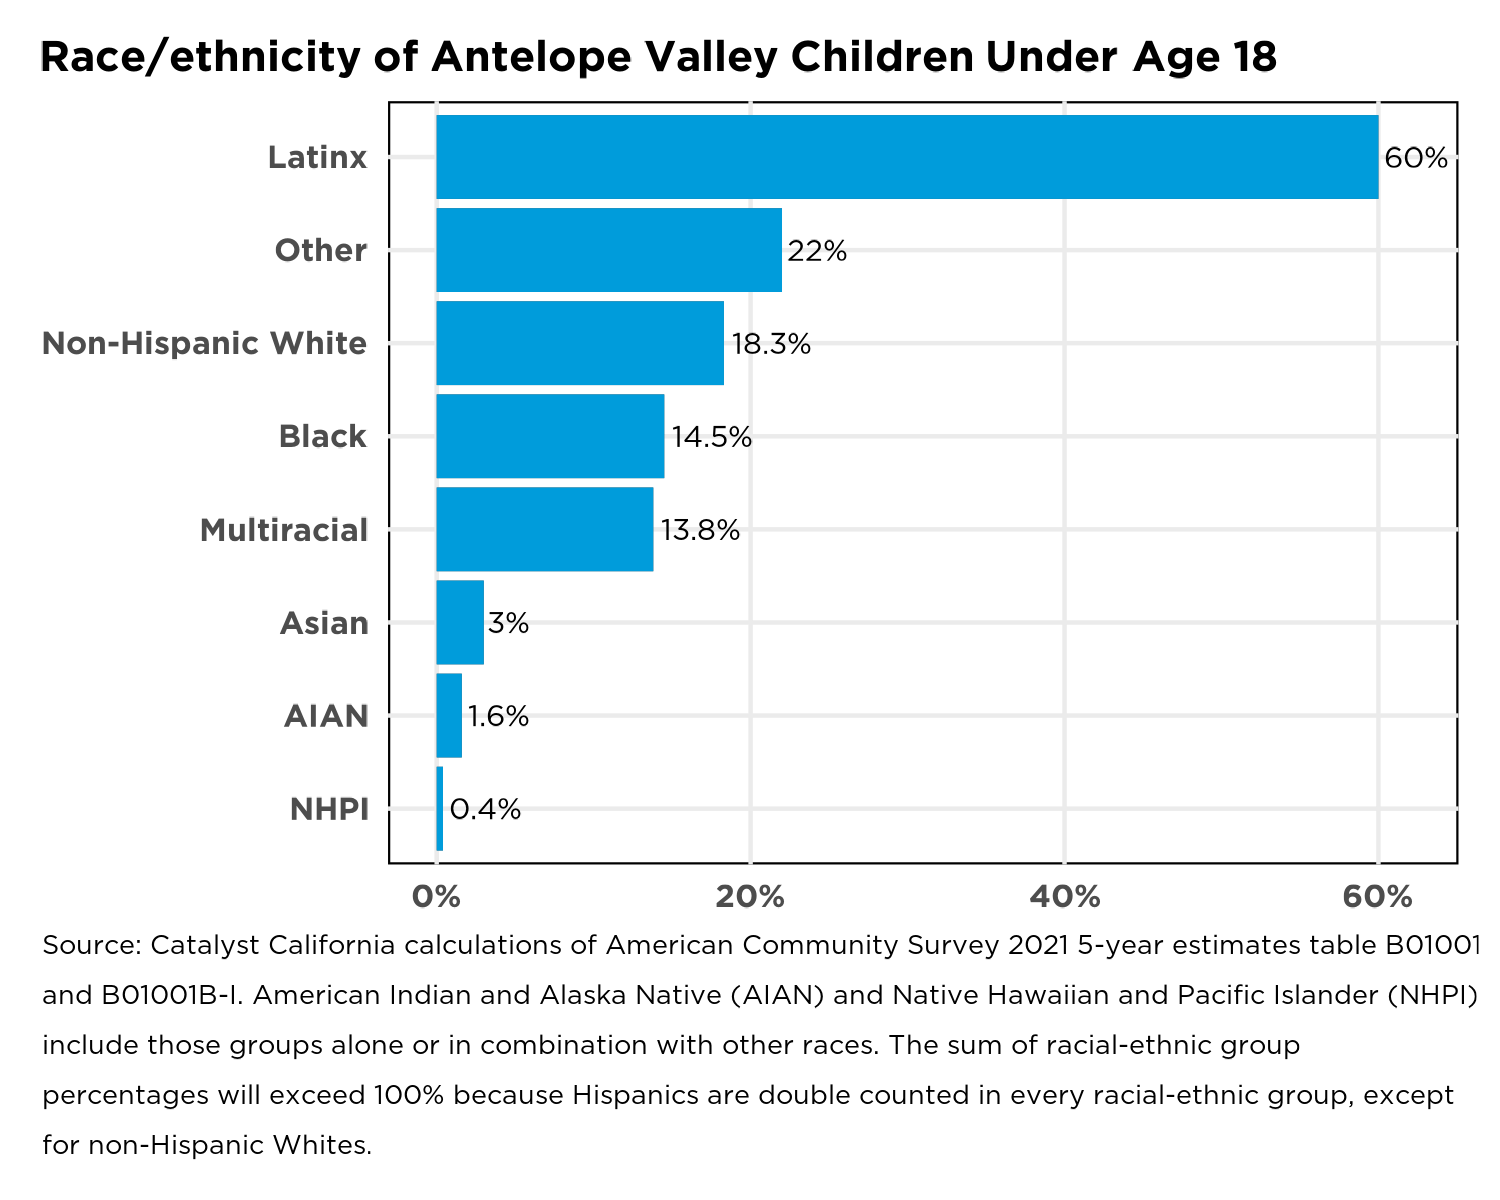 Race/ethnicity of Antelope Valley Children Under Age 18
Latinx
60%
Other
22%
Non-Hispanic White
18.3%
Black
14.5%
Multiracial
13.8%
Asian
3%
AIAN
1.6%
NHPI
0.4%
0% 20% 40% 60%
Source: Catalyst California calculations of American Community Survey 2021 5-year estimates table B01001
and B01001B-I. American Indian and Alaska Native (AIAN) and Native Hawaiian and Pacific Islander (NHPI)
include those groups alone or in combination with other races. The sum of racial-ethnic group
percentages will exceed 100% because Hispanics are double counted in every racial-ethnic group, except
for non-Hispanic Whites.